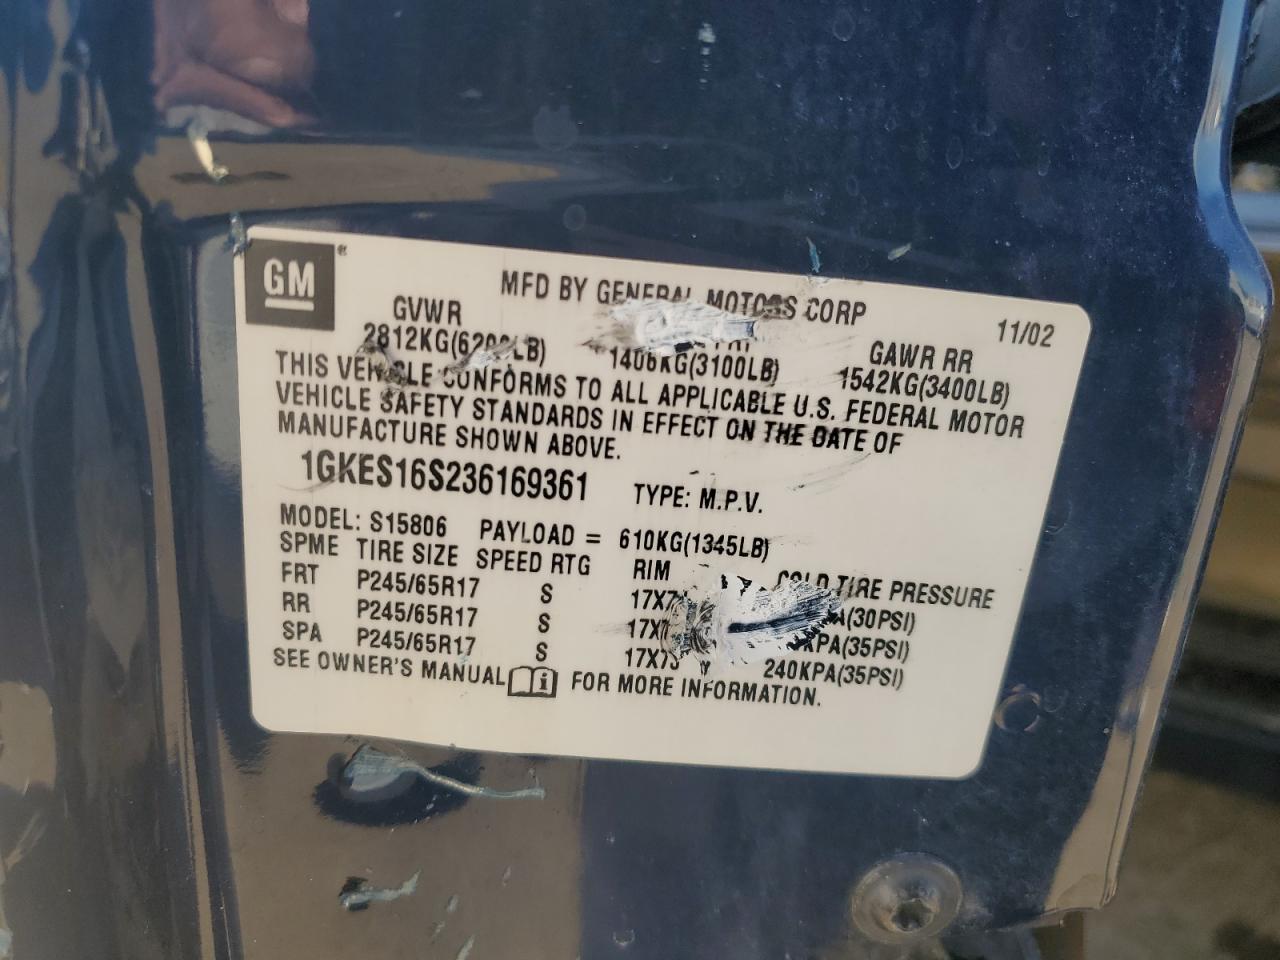 GM ®
MFD BY GENERAL MOTORS CORP 11/02
GVWR GAWR RR
2812KG(6200LB) 1406KG(3100LB) 1542KG(3400LB)
THIS VEHICLE CONFORMS TO ALL APPLICABLE U.S. FEDERAL MOTOR
VEHICLE SAFETY STANDARDS IN EFFECT ON THE DATE OF
MANUFACTURE SHOWN ABOVE.
1GKES16S236169361 TYPE: M.P.V.
MODEL: S15806 PAYLOAD = 610KG(1345LB)
SPME TIRE SIZE SPEED RTG RIM COLD TIRE PRESSURE
FRT P245/65R17 S (30PSI)
RR P245/65R17 S KPA(35PSI)
SPA P245/65R17 S 240KPA(35PSI)
SEE OWNER'S MANUAL i FOR MORE INFORMATION.